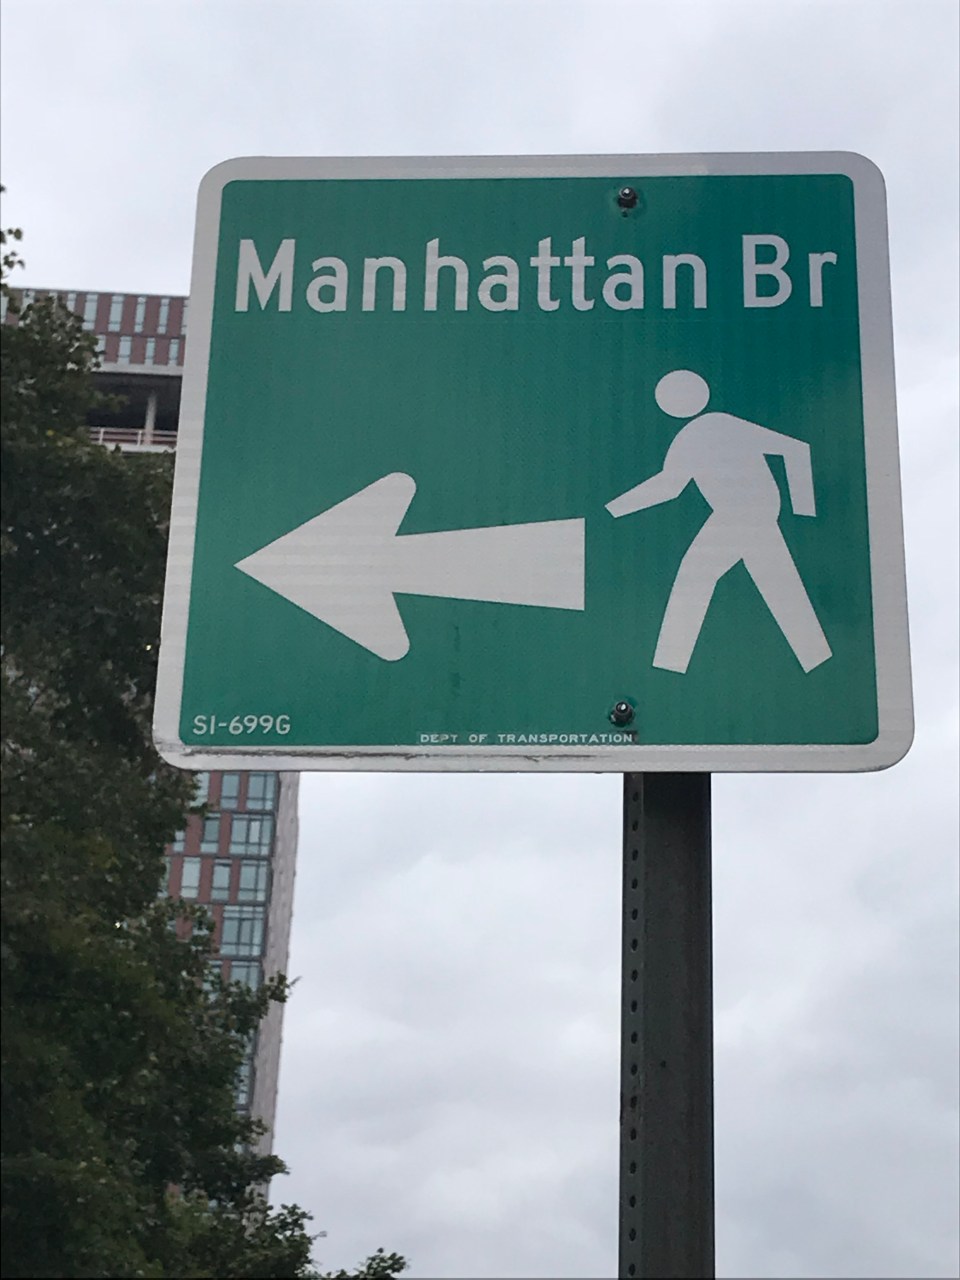 Manhattan Br
SI-699G
DEPT OF TRANSPORTATION